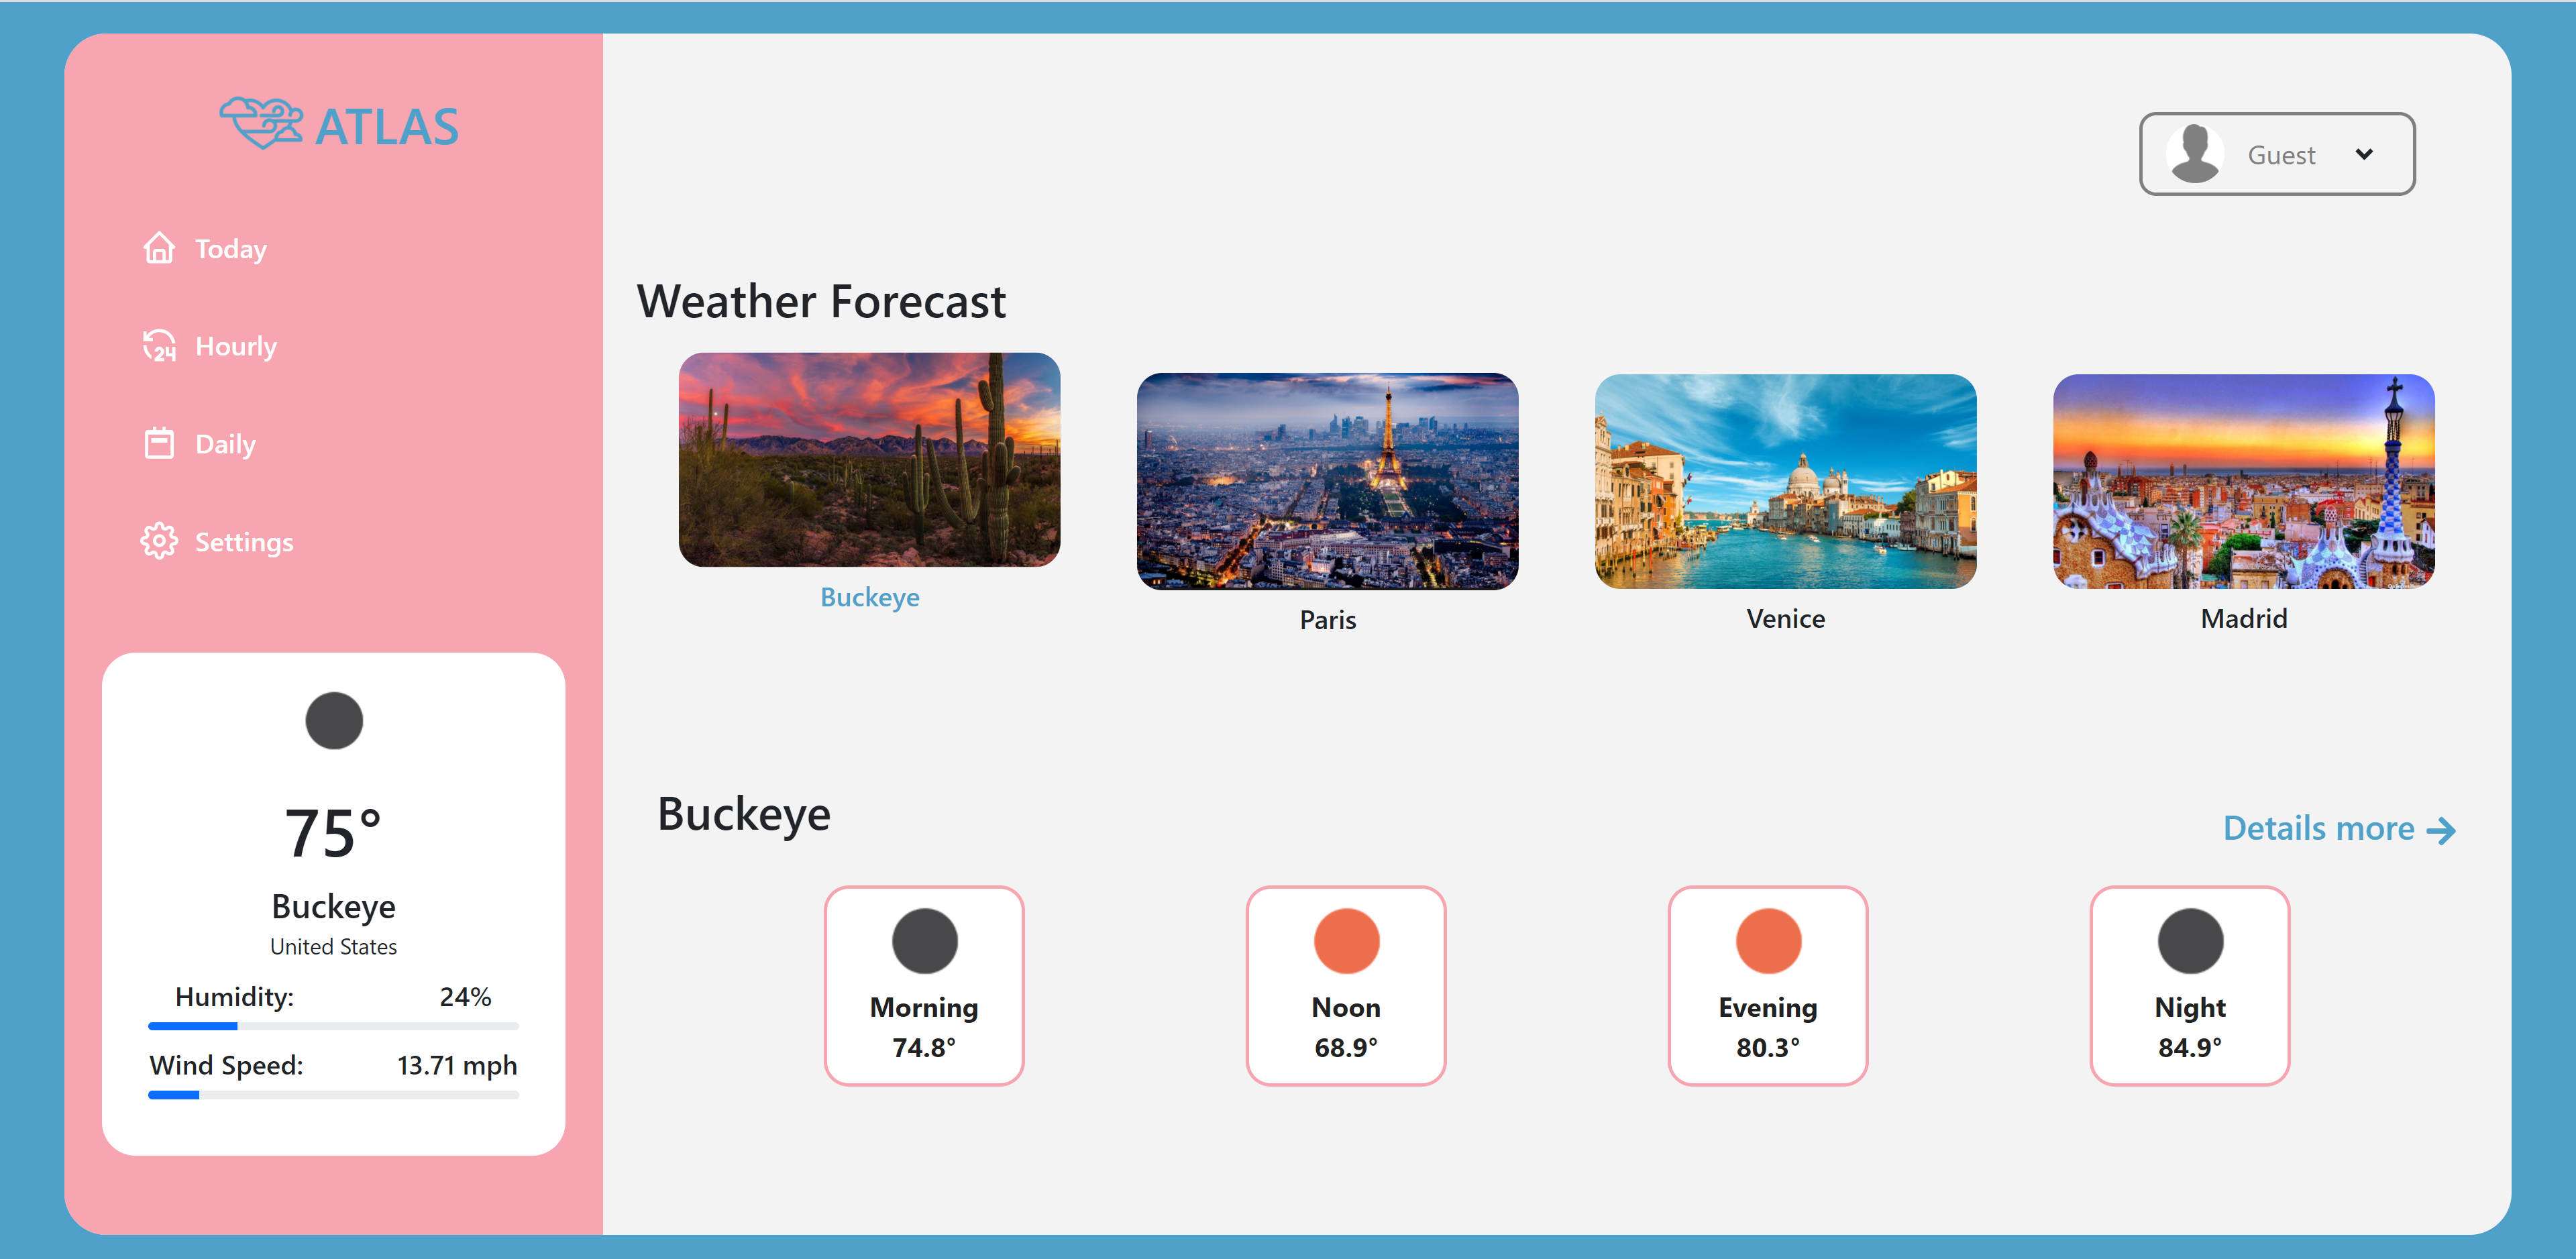 ATLAS
Today
24 Hourly
Daily
Settings
75°
Buckeye
United States
Humidity: 24%
Wind Speed: 13.71 mph
Guest
Weather Forecast
Buckeye
Paris
Venice
Madrid
Buckeye
Details more
Morning
74.8°
Noon
68.9°
Evening
80.3°
Night
84.9°